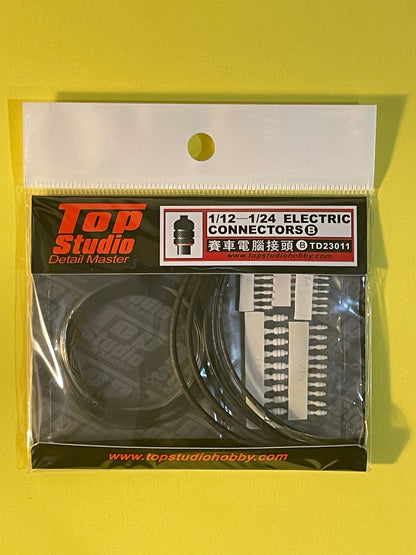 Top
Studio
Detail Master
1/12—1/24 ELECTRIC
CONNECTORS Ⓑ
賽車電腦接頭 Ⓑ TD23011
www.topstudiohobby.com
www.topstudiohobby.com